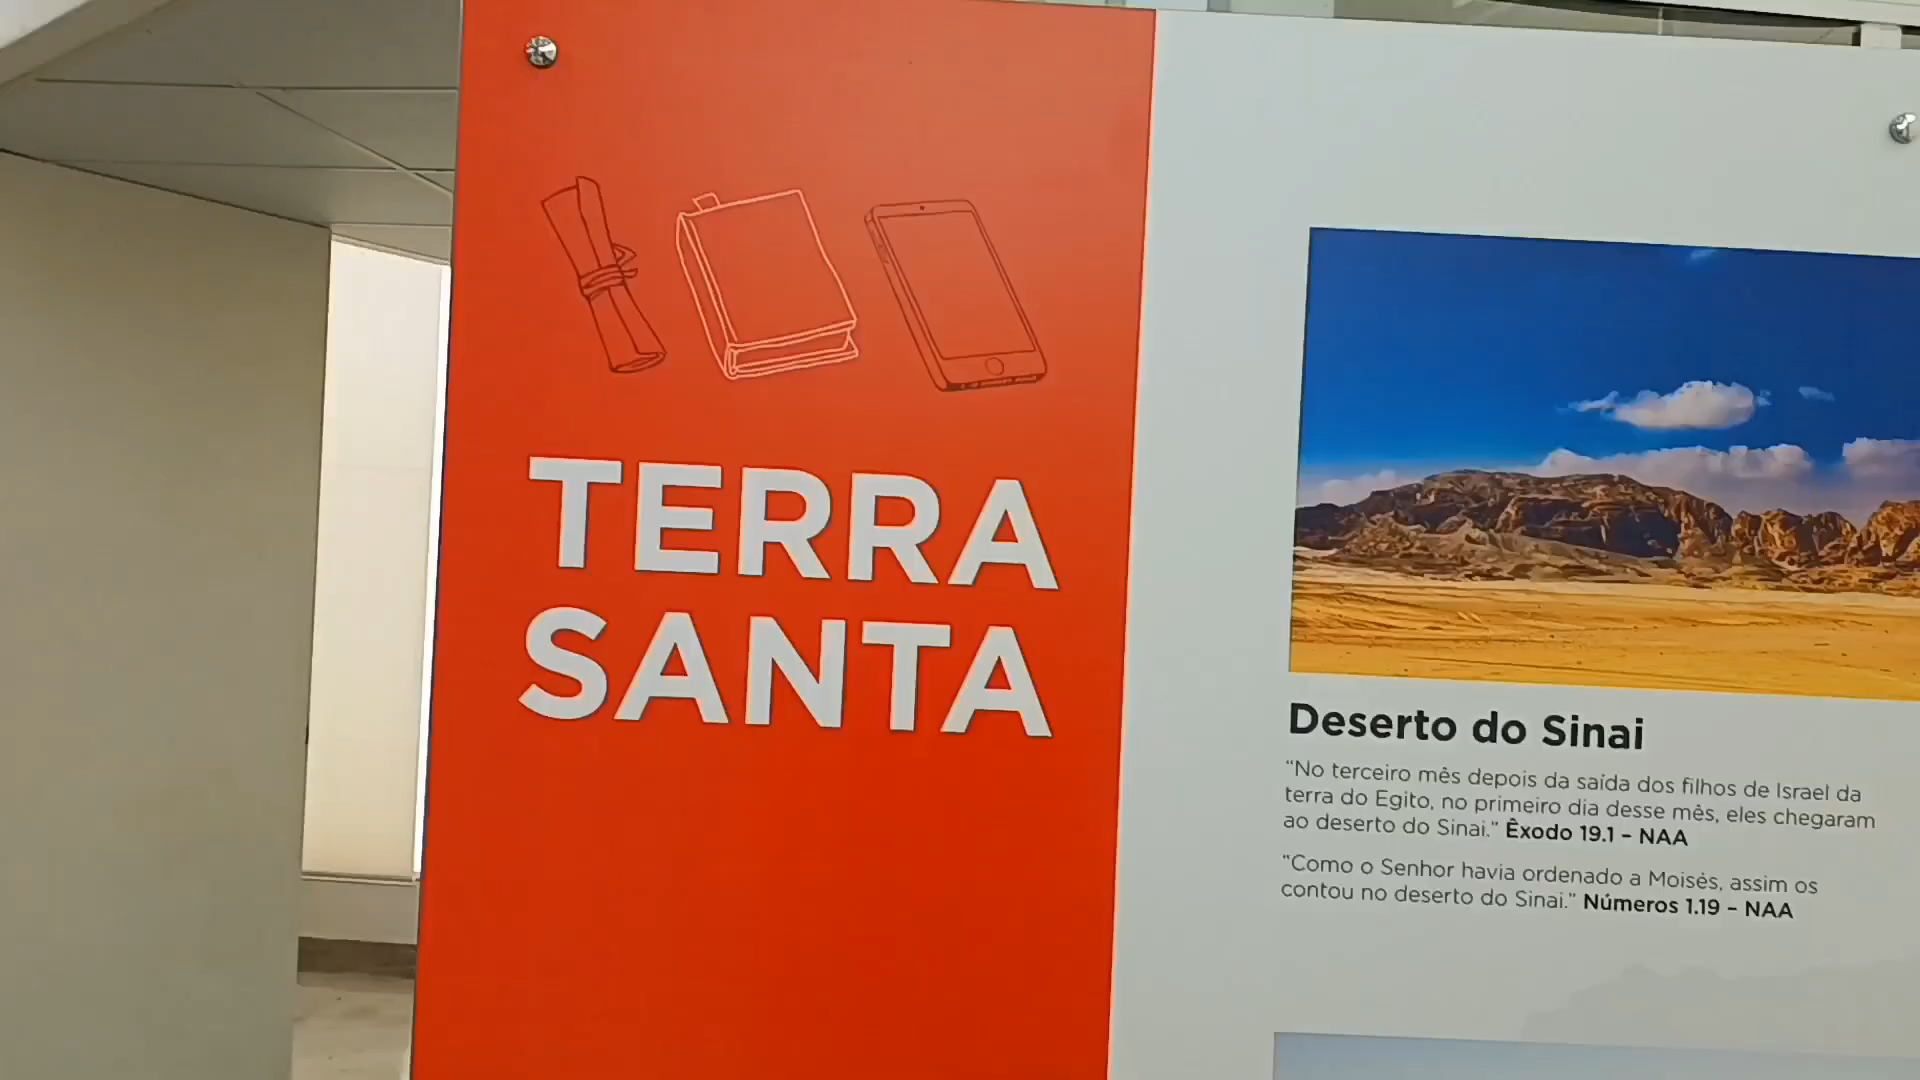 TERRA
SANTA
Deserto do Sinai
“No terceiro mês depois da saída dos filhos de Israel da
terra do Egito, no primeiro dia desse mês, eles chegaram
ao deserto do Sinai.” Êxodo 19.1 – NAA
“Como o Senhor havia ordenado a Moisés, assim os
contou no deserto do Sinai.” Números 1.19 – NAA